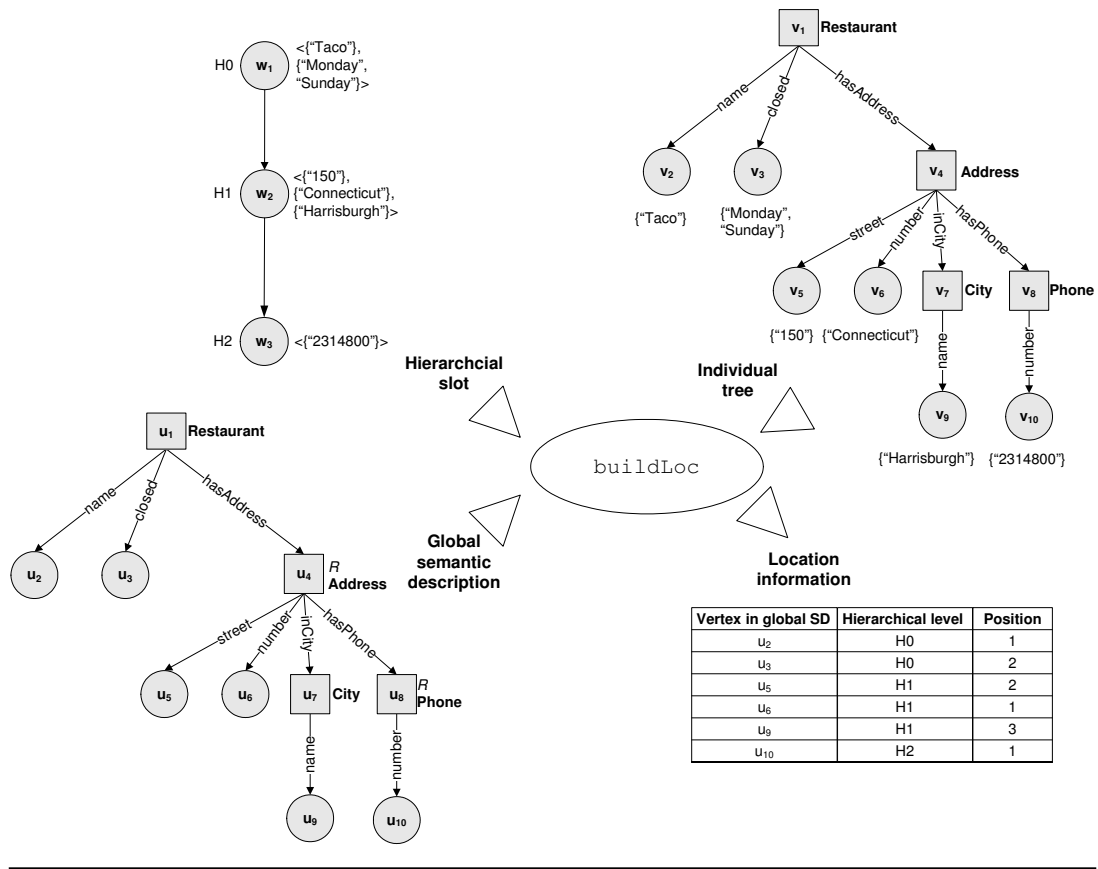 H0
w1
<{“Taco”},
{“Monday”,
“Sunday”}>
H1
w2
<{“150”},
{“Connecticut”},
{“Harrisburgh”}>
H2
w3
<{“2314800”}>
v1 Restaurant
name
closed
hasAddress
v2
v3
v4 Address
{“Taco”}
{“Monday”,
“Sunday”}
street
number
inCity
hasPhone
v5
v6
v7 City
v8 Phone
{“150”} {“Connecticut”}
name
number
v9
v10
{“Harrisburgh”} {“2314800”}
Hierarchcial
slot
Individual
tree
buildLoc
Global
semantic
description
Location
information
u1 Restaurant
name
closed
hasAddress
u2
u3
u4 R
Address
street
number
inCity
hasPhone
u5
u6
u7 City
u8 R
Phone
name
number
u9
u10
Vertex in global SD Hierarchical level Position
u2 H0 1
u3 H0 2
u5 H1 2
u6 H1 1
u9 H1 3
u10 H2 1